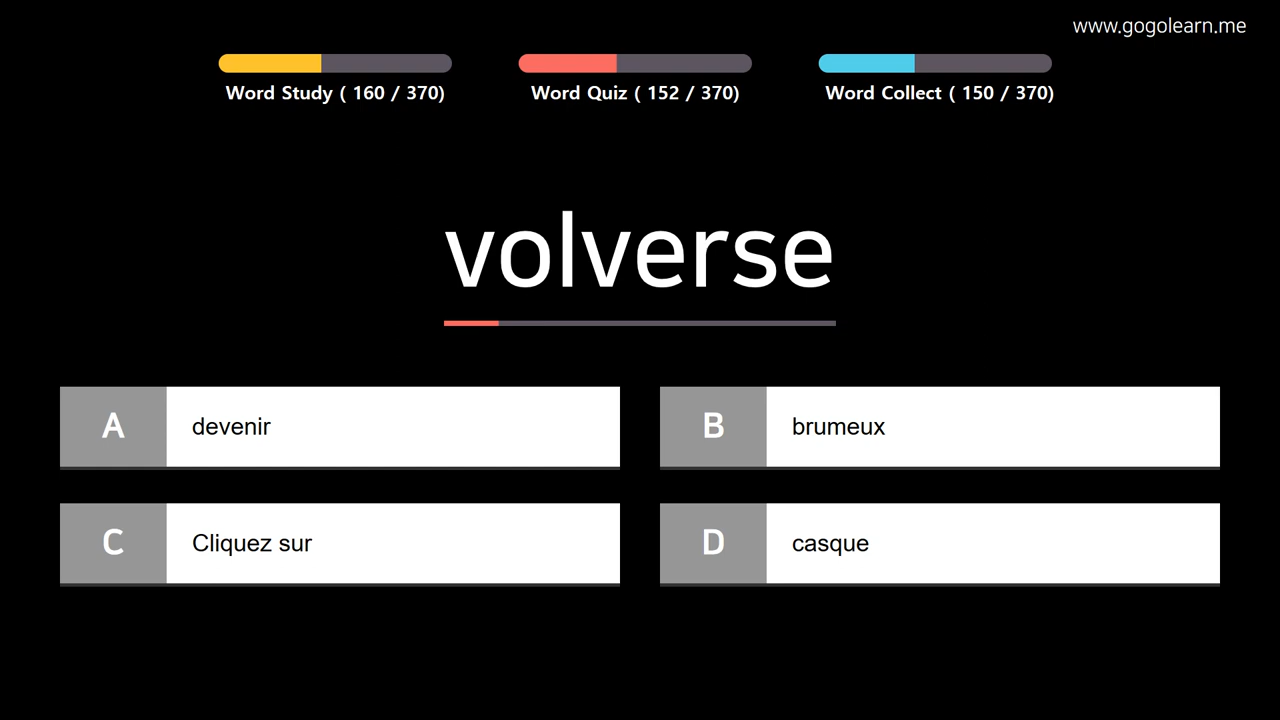 www.gogolearn.me
Word Study ( 160 / 370)
Word Quiz ( 152 / 370)
Word Collect ( 150 / 370)
volverse
A devenir
B brumeux
C Cliquez sur
D casque